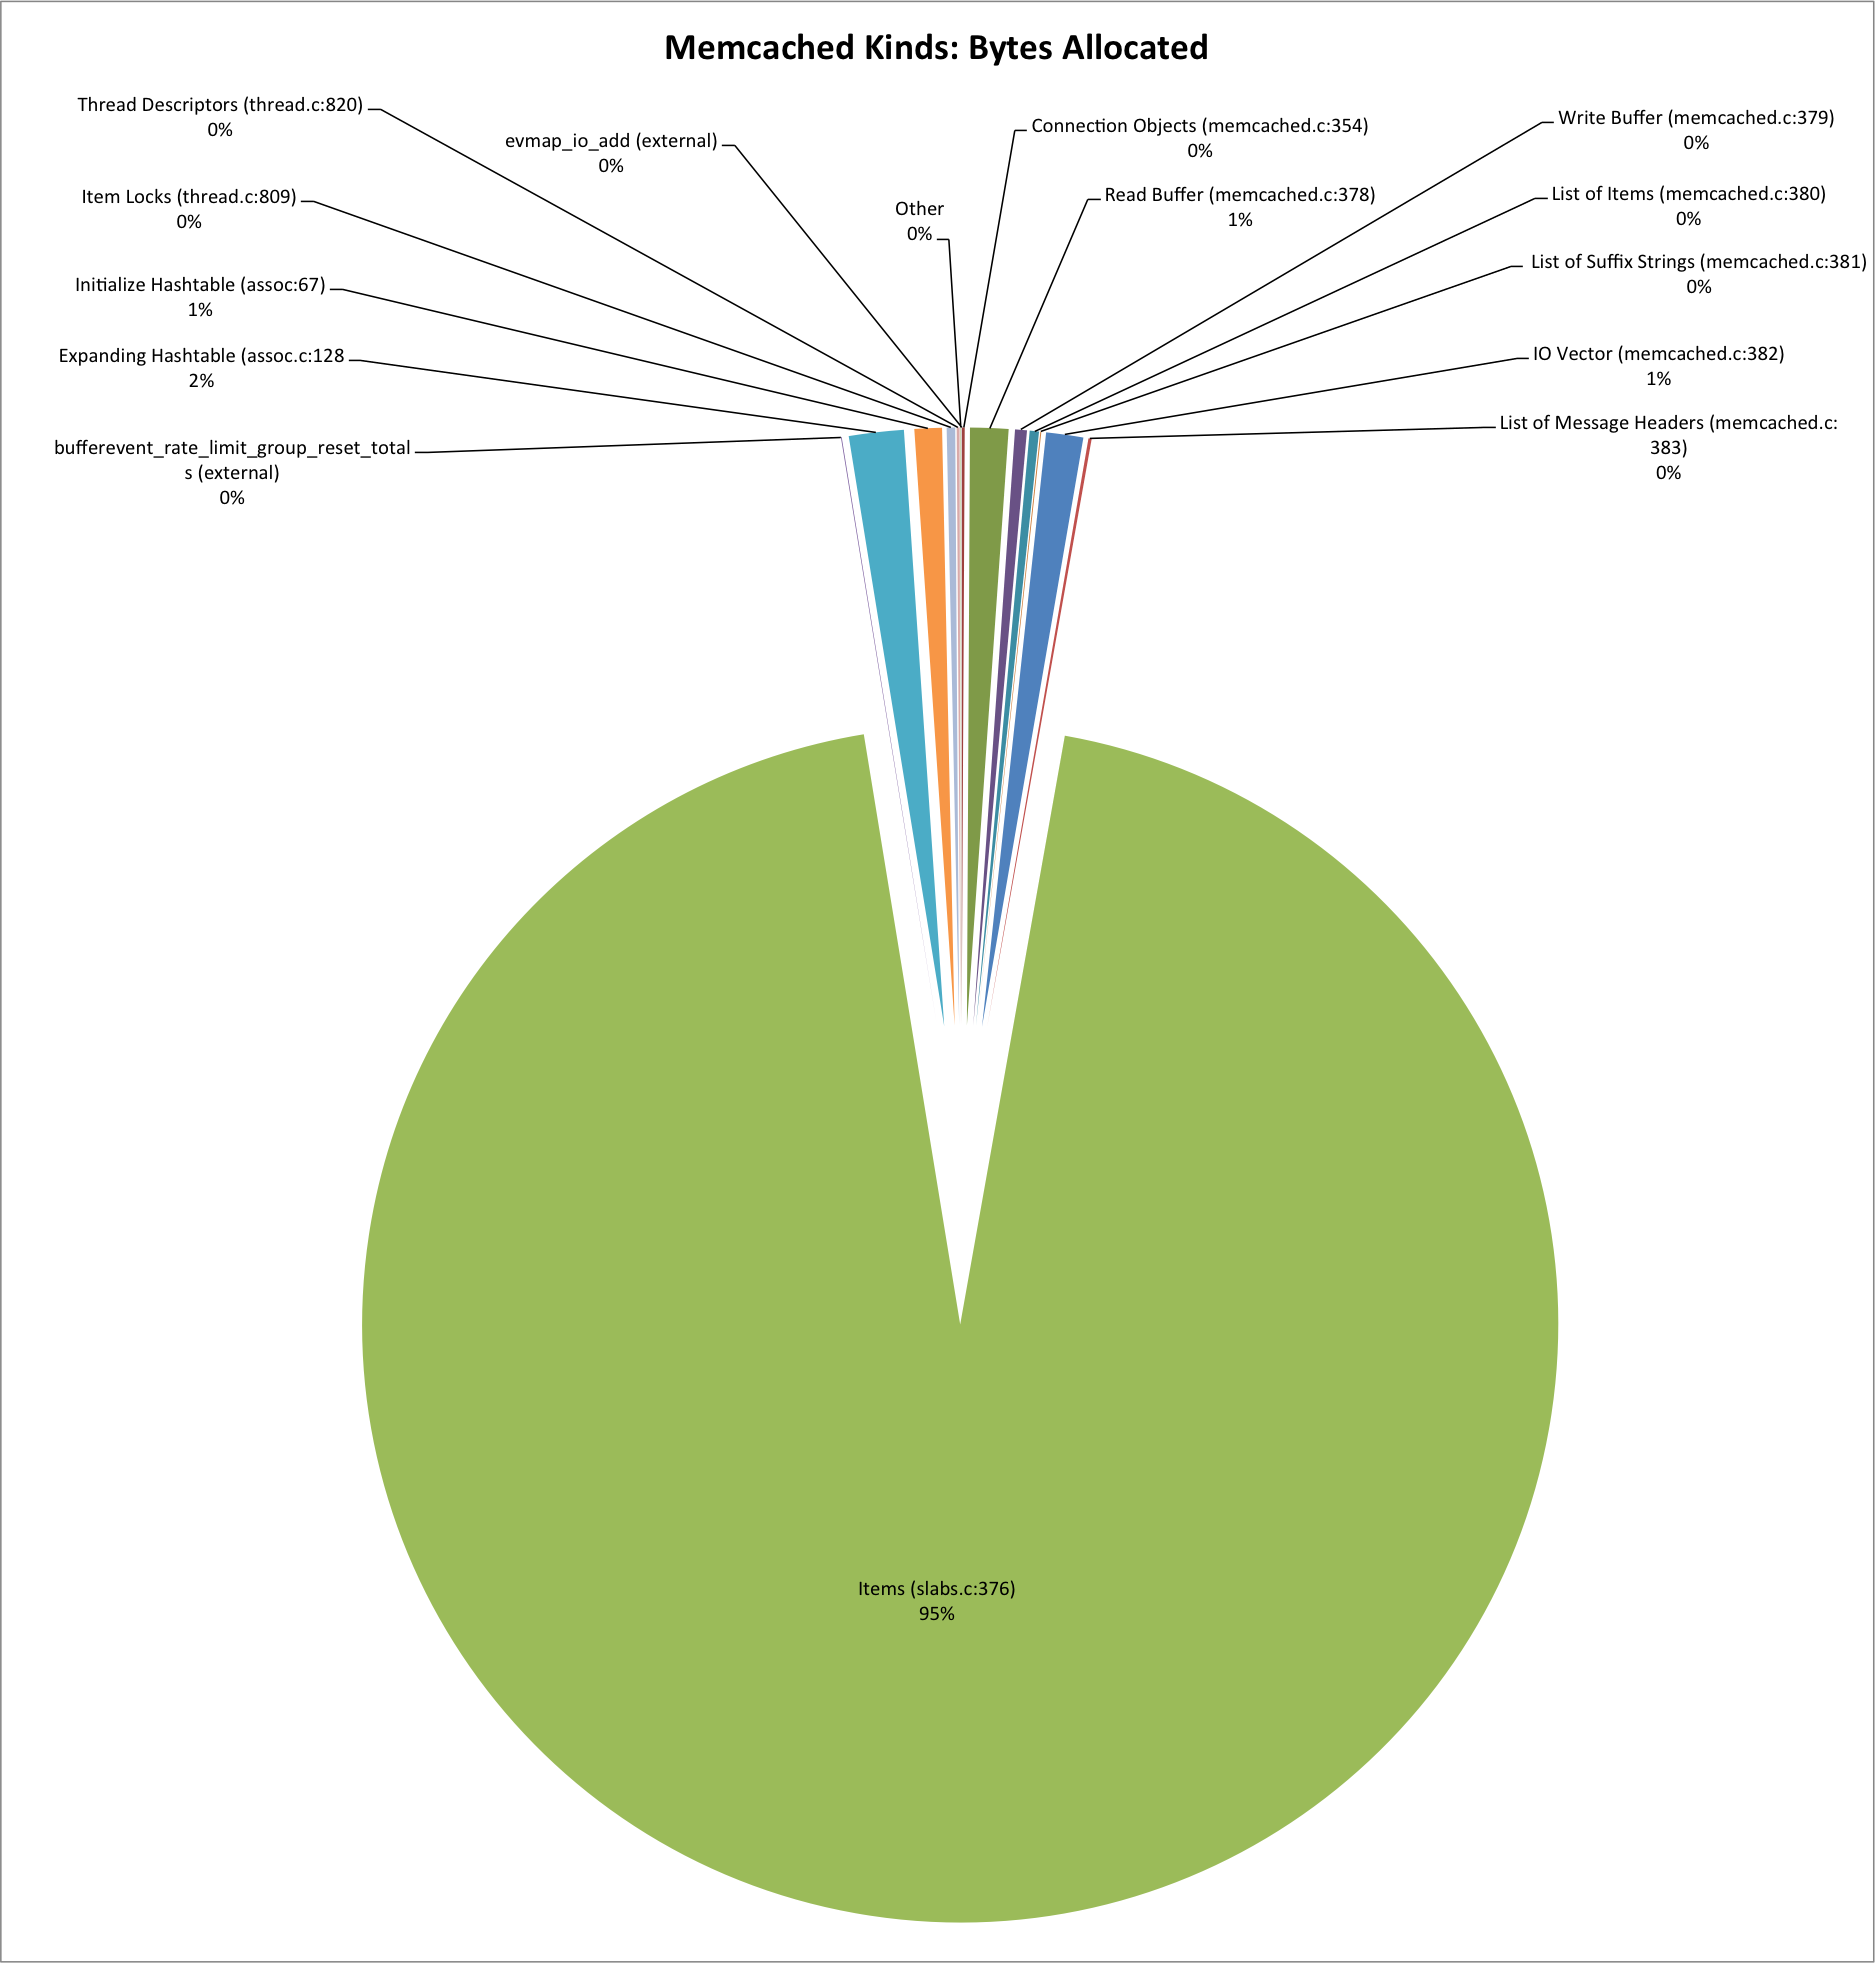 Memcached Kinds: Bytes Allocated
Thread Descriptors (thread.c:820)
0%
evmap_io_add (external)
0%
Connection Objects (memcached.c:354)
0%
Write Buffer (memcached.c:379)
0%
Item Locks (thread.c:809)
0%
Other
0%
Read Buffer (memcached.c:378)
1%
List of Items (memcached.c:380)
0%
Initialize Hashtable (assoc:67)
1%
List of Suffix Strings (memcached.c:381)
0%
Expanding Hashtable (assoc.c:128
2%
IO Vector (memcached.c:382)
1%
bufferevent_rate_limit_group_reset_total
s (external)
0%
List of Message Headers (memcached.c:
383)
0%
Items (slabs.c:376)
95%